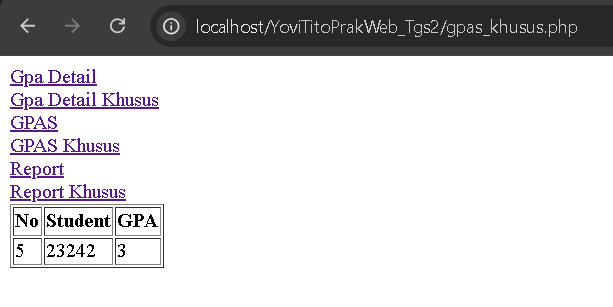 localhost/YoviTitoPrakWeb_Tgs2/gpas_khusus.php
Gpa Detail
Gpa Detail Khusus
GPAS
GPAS Khusus
Report
Report Khusus
No Student GPA
5 23242 3